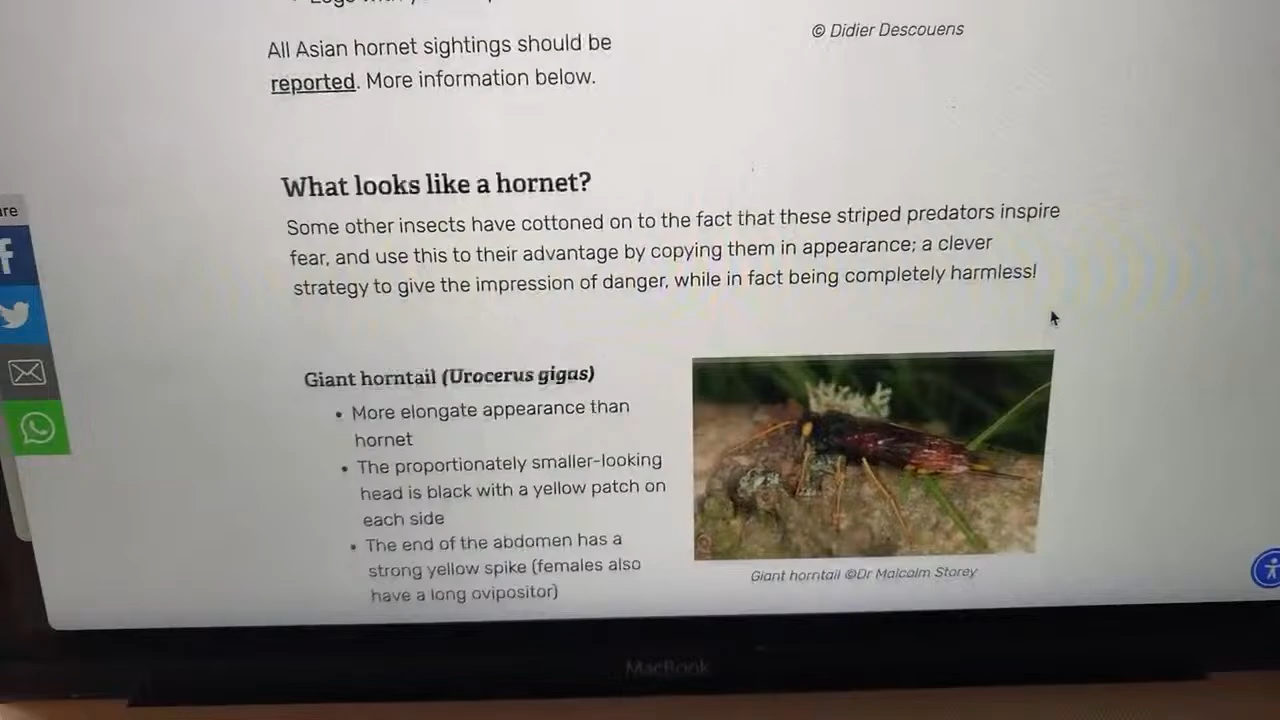 All Asian hornet sightings should be
reported. More information below.
© Didier Descouens
What looks like a hornet?
Some other insects have cottoned on to the fact that these striped predators inspire
fear, and use this to their advantage by copying them in appearance; a clever
strategy to give the impression of danger, while in fact being completely harmless!
Giant horntail (Urocerus gigas)
• More elongate appearance than
hornet
• The proportionately smaller-looking
head is black with a yellow patch on
each side
• The end of the abdomen has a
strong yellow spike (females also
have a long ovipositor)
Giant horntail ©Dr Malcolm Storey
MacBook